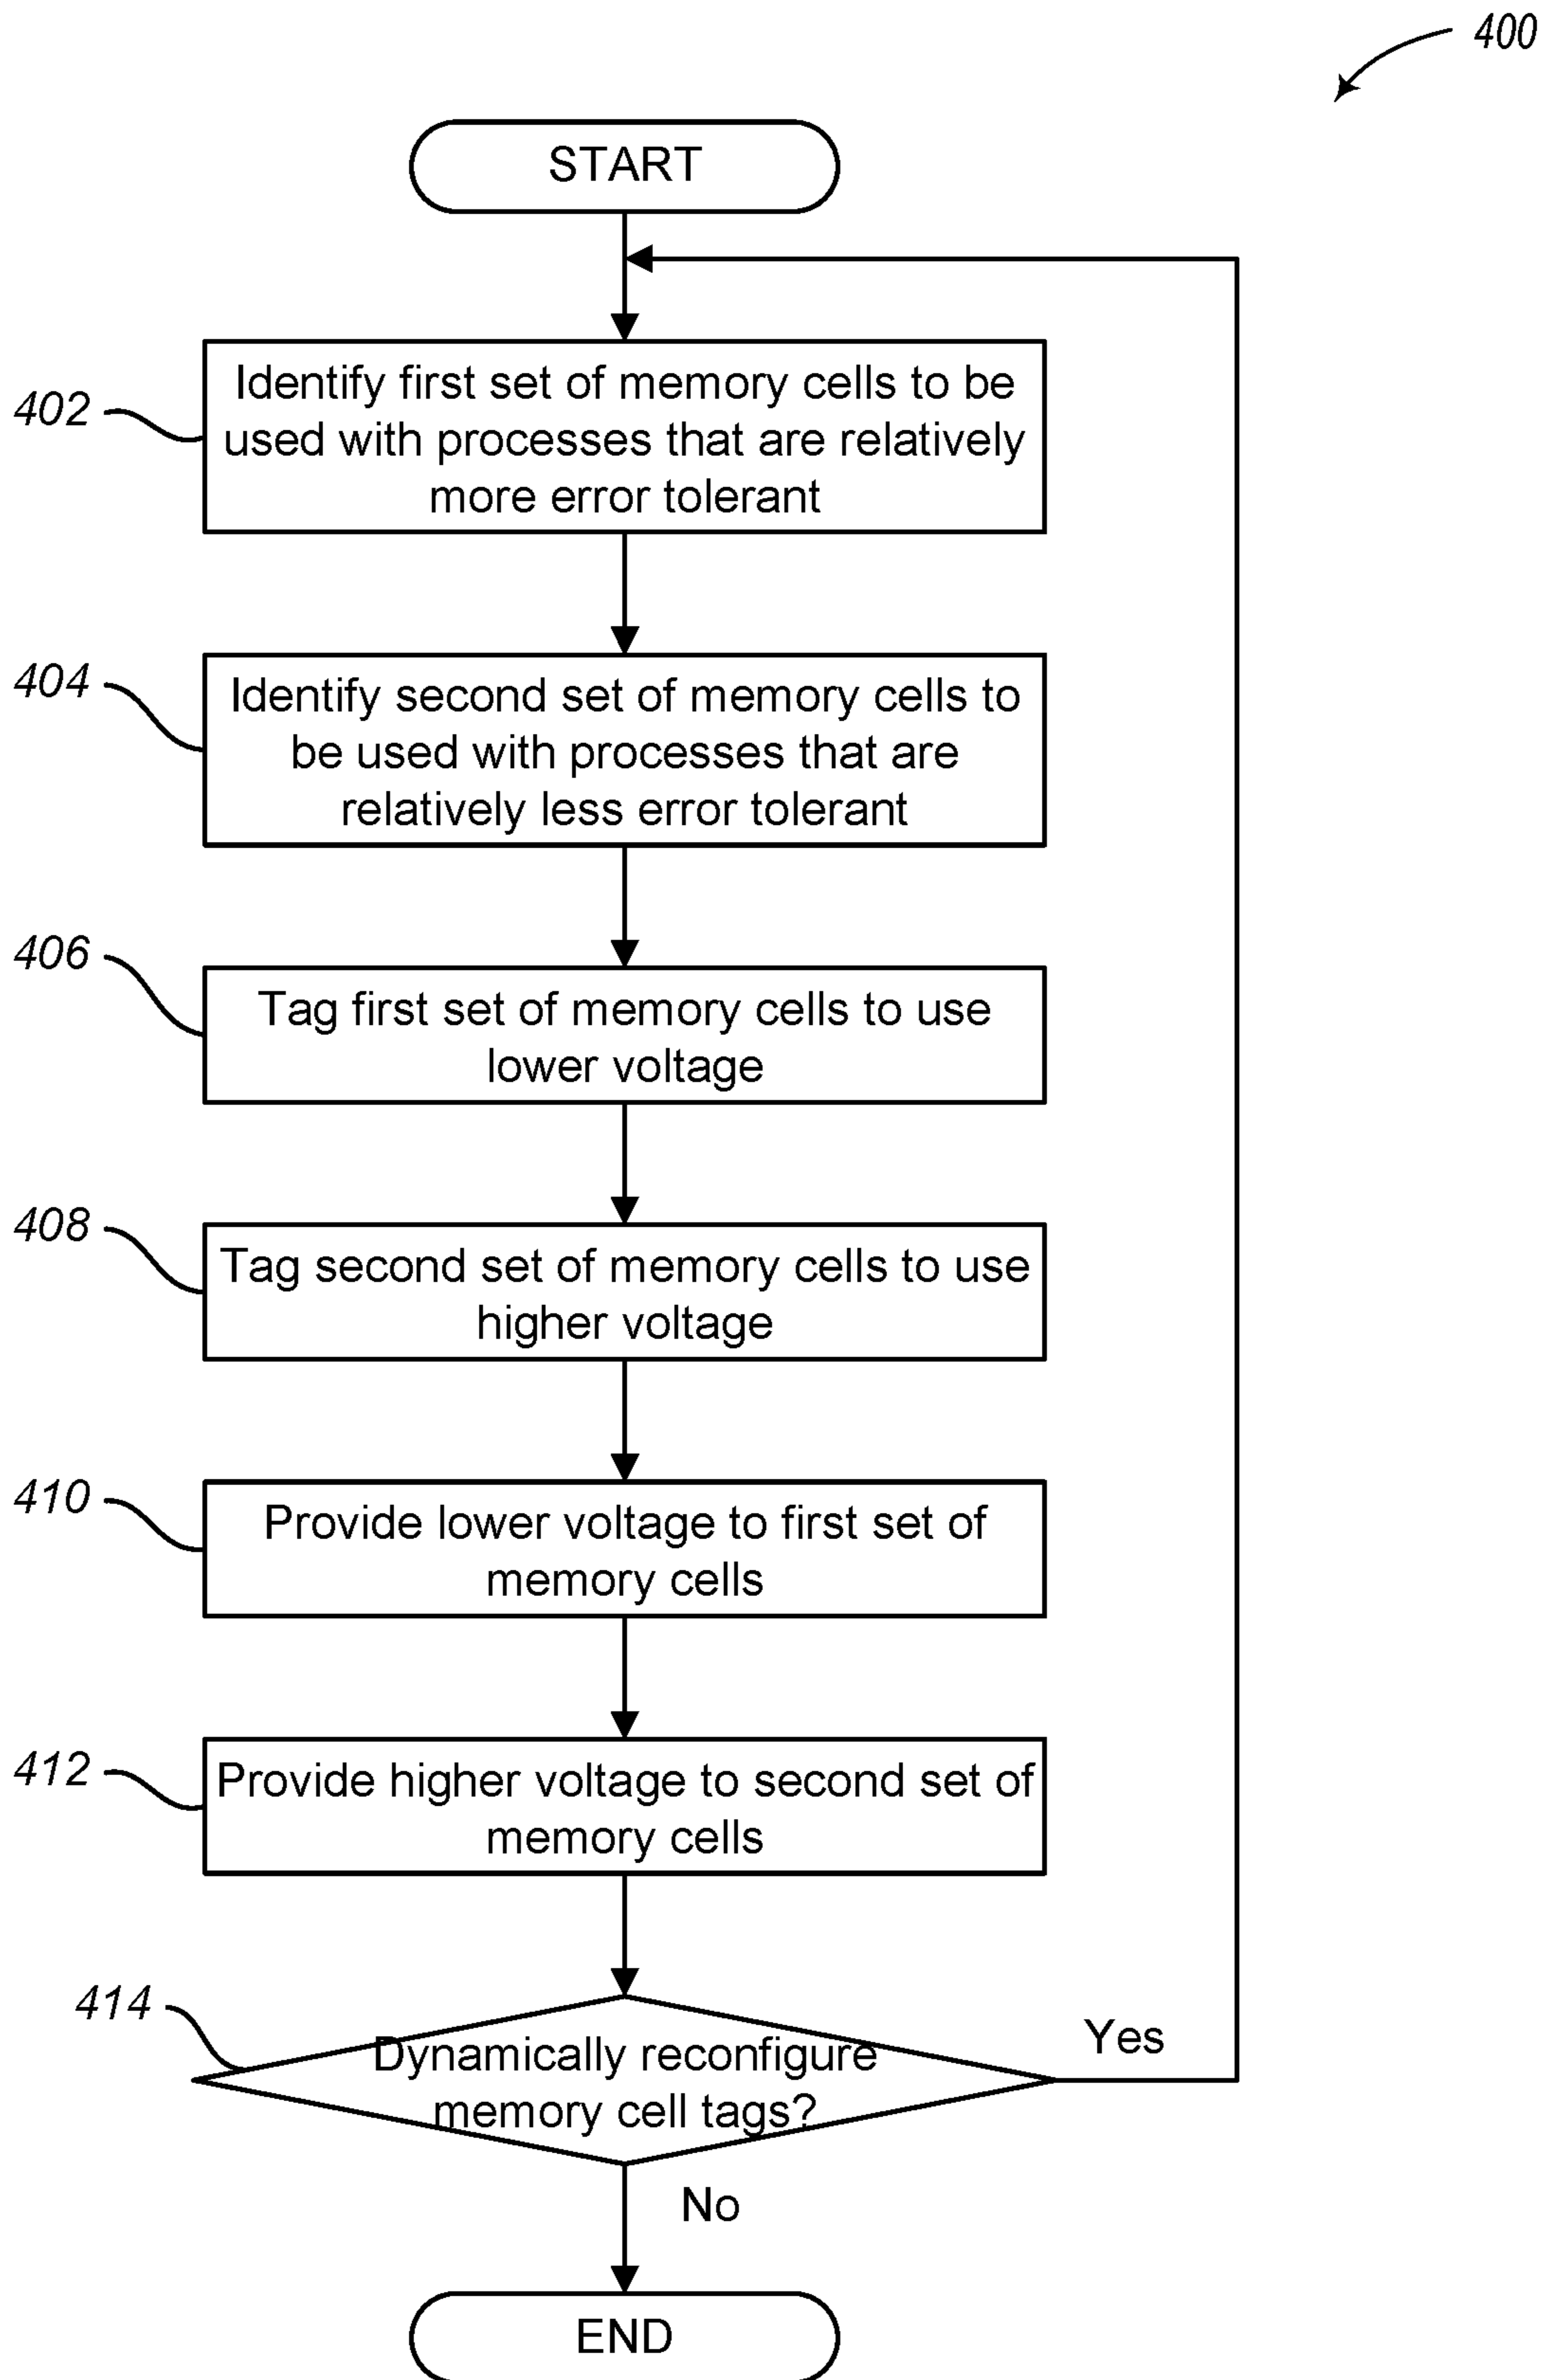 400
START
402
Identify first set of memory cells to be
used with processes that are relatively
more error tolerant
404
Identify second set of memory cells to
be used with processes that are
relatively less error tolerant
406
Tag first set of memory cells to use
lower voltage
408
Tag second set of memory cells to use
higher voltage
410
Provide lower voltage to first set of
memory cells
412
Provide higher voltage to second set of
memory cells
414
Dynamically reconfigure
memory cell tags?
Yes
No
END